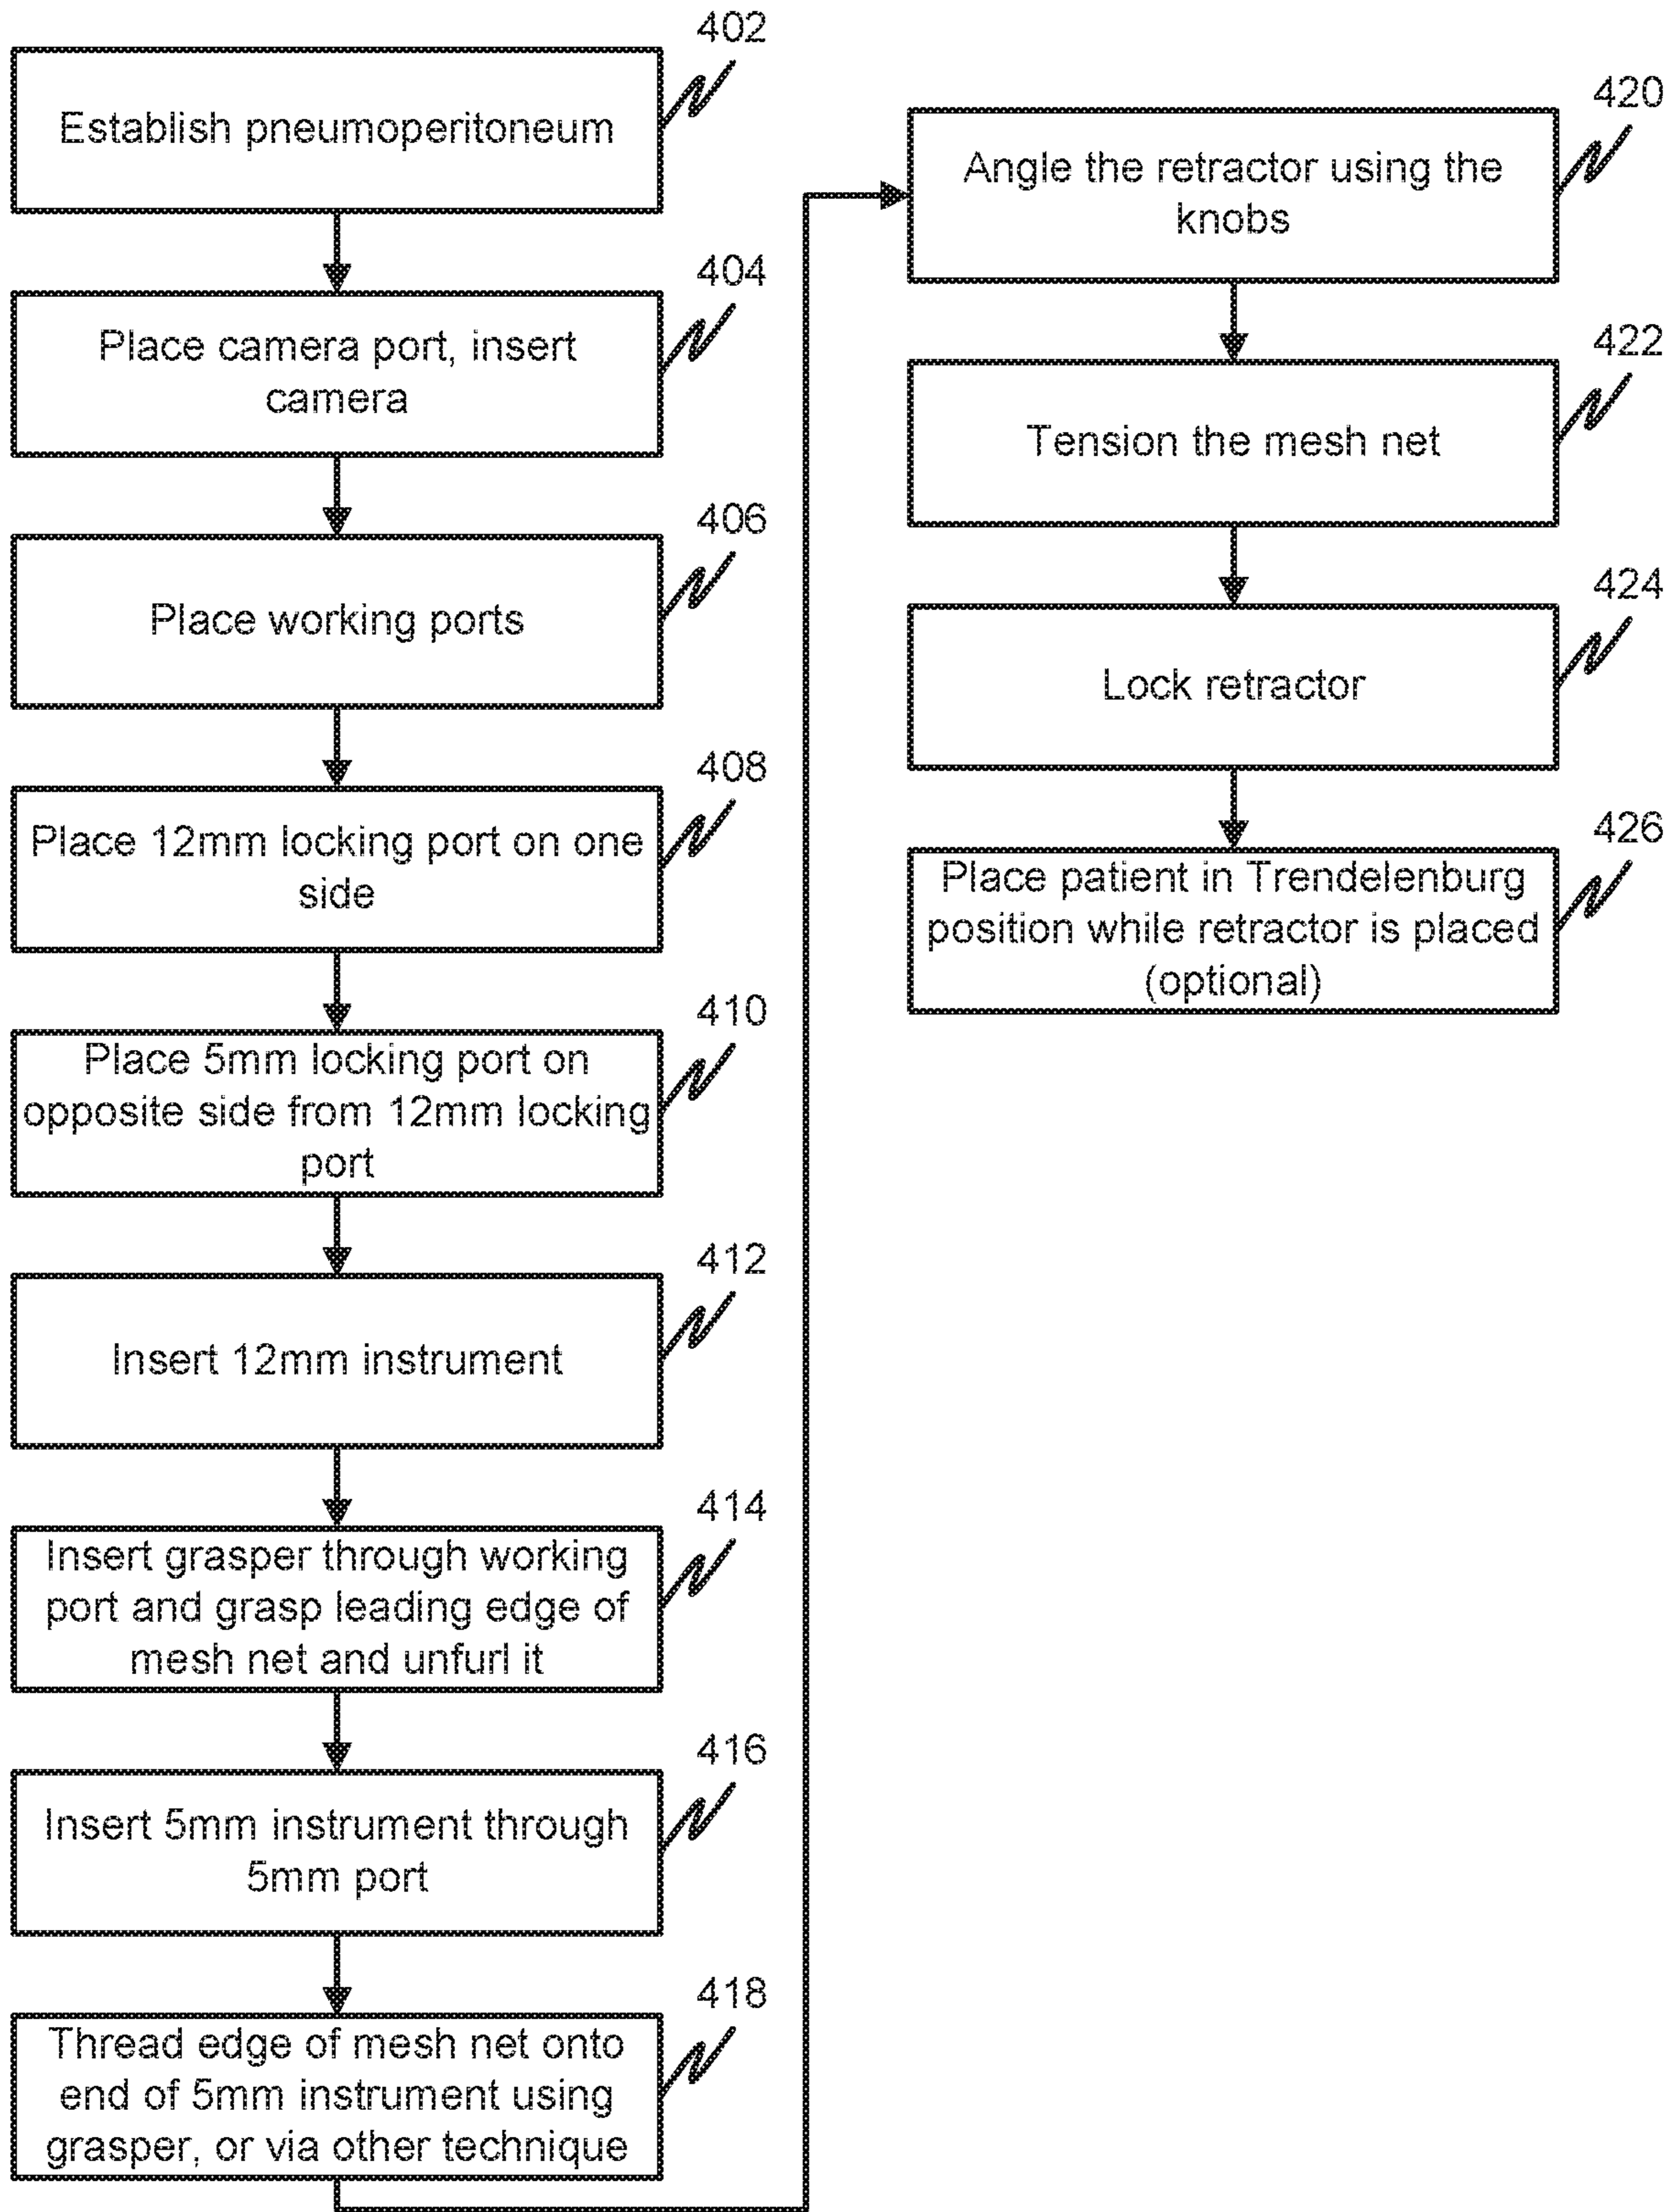 402
Establish pneumoperitoneum
404
Place camera port, insert
camera
406
Place working ports
408
Place 12mm locking port on one
side
410
Place 5mm locking port on
opposite side from 12mm locking
port
412
Insert 12mm instrument
414
Insert grasper through working
port and grasp leading edge of
mesh net and unfurl it
416
Insert 5mm instrument through
5mm port
418
Thread edge of mesh net onto
end of 5mm instrument using
grasper, or via other technique
420
Angle the retractor using the
knobs
422
Tension the mesh net
424
Lock retractor
426
Place patient in Trendelenburg
position while retractor is placed
(optional)